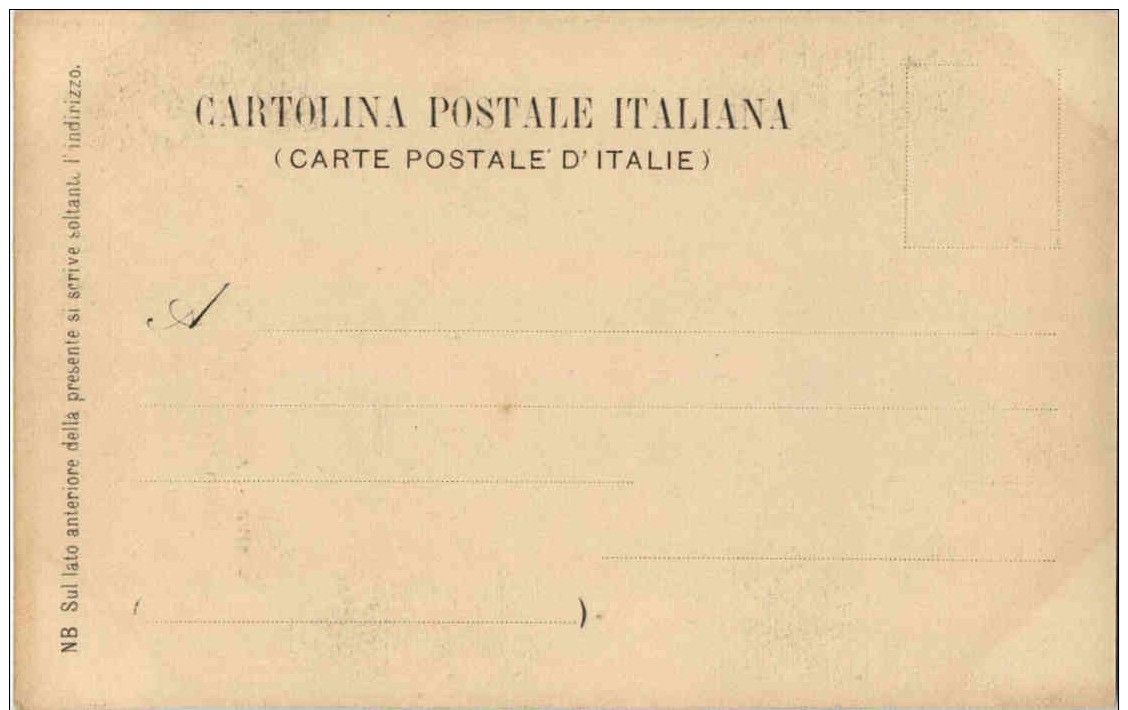 CARTOLINA POSTALE ITALIANA
(CARTE POSTALE D'ITALIE)
A
( )
NB Sul lato anteriore della presente si scrive soltanto l'indirizzo.